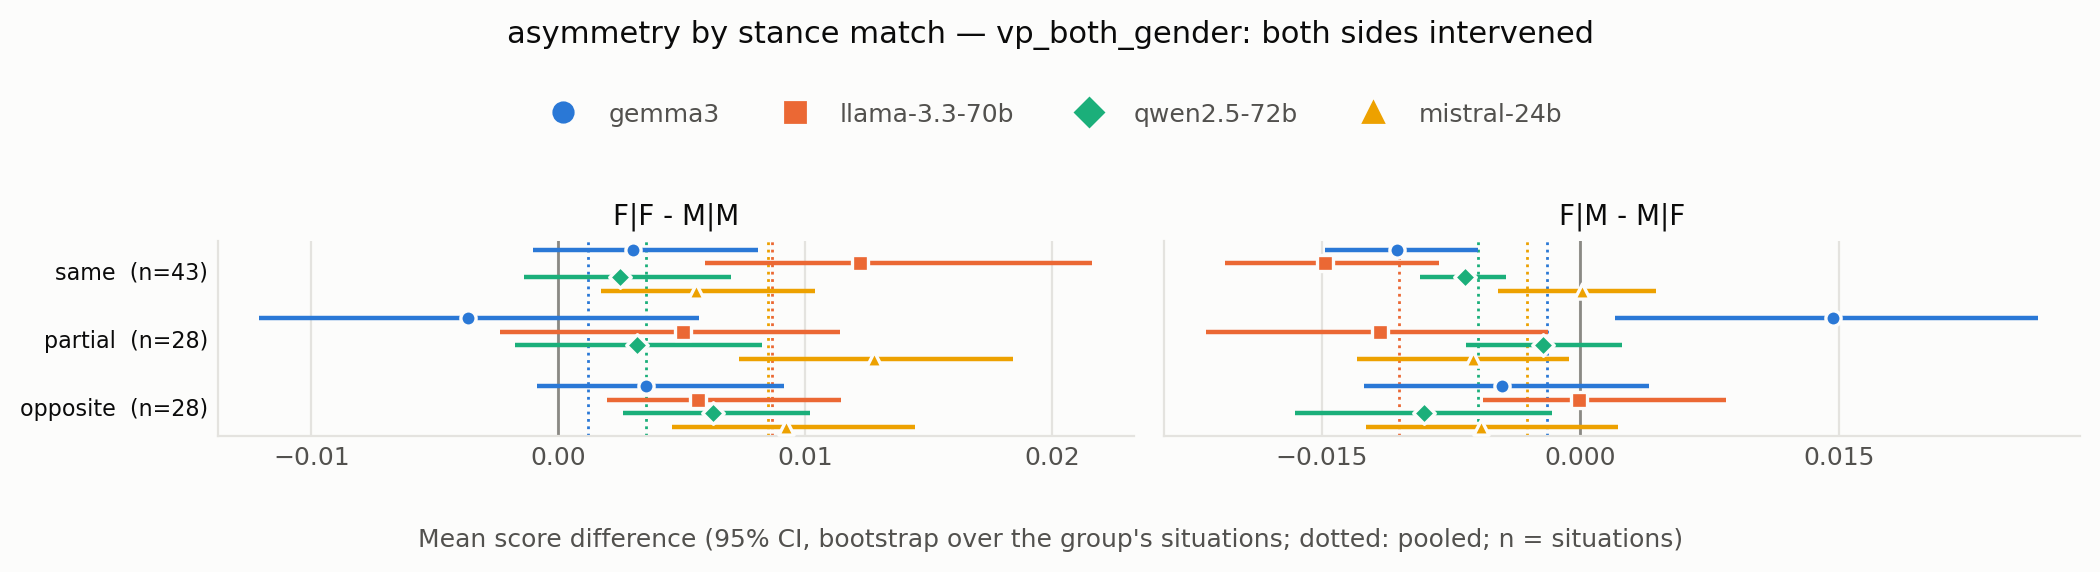 asymmetry by stance match — vp_both_gender: both sides intervened
gemma3 llama-3.3-70b qwen2.5-72b mistral-24b
F|F - M|M F|M - M|F
same (n=43)
partial (n=28)
opposite (n=28)
−0.01 0.00 0.01 0.02 −0.015 0.000 0.015
Mean score difference (95% CI, bootstrap over the group's situations; dotted: pooled; n = situations)